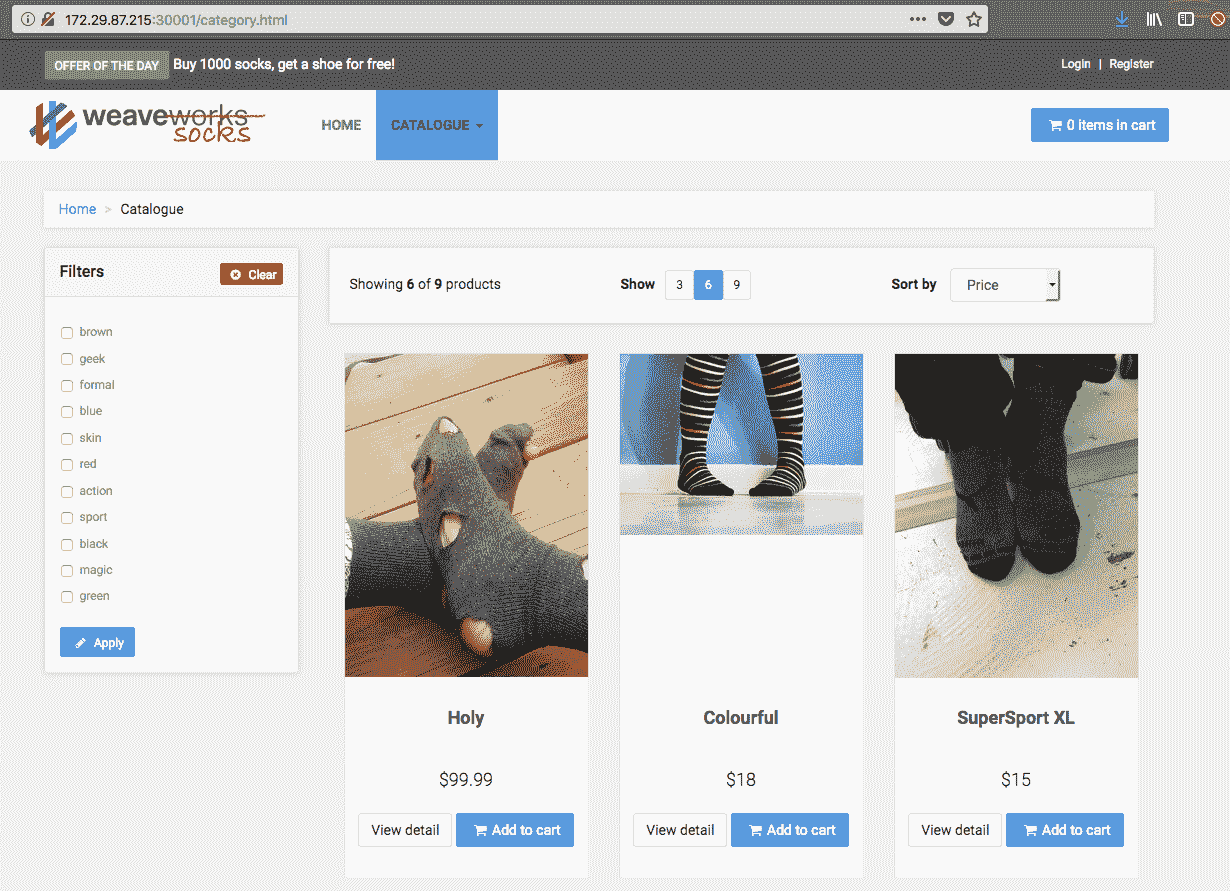 172.29.87.215:30001/category.html
OFFER OF THE DAY Buy 1000 socks, get a shoe for free!
Login | Register
weaveworks
socks
HOME
CATALOGUE
0 items in cart
Home > Catalogue
Filters
Clear
brown
geek
formal
blue
skin
red
action
sport
black
magic
green
Apply
Showing 6 of 9 products
Show 3 6 9
Sort by Price
Holy
$99.99
View detail Add to cart
Colourful
$18
View detail Add to cart
SuperSport XL
$15
View detail Add to cart